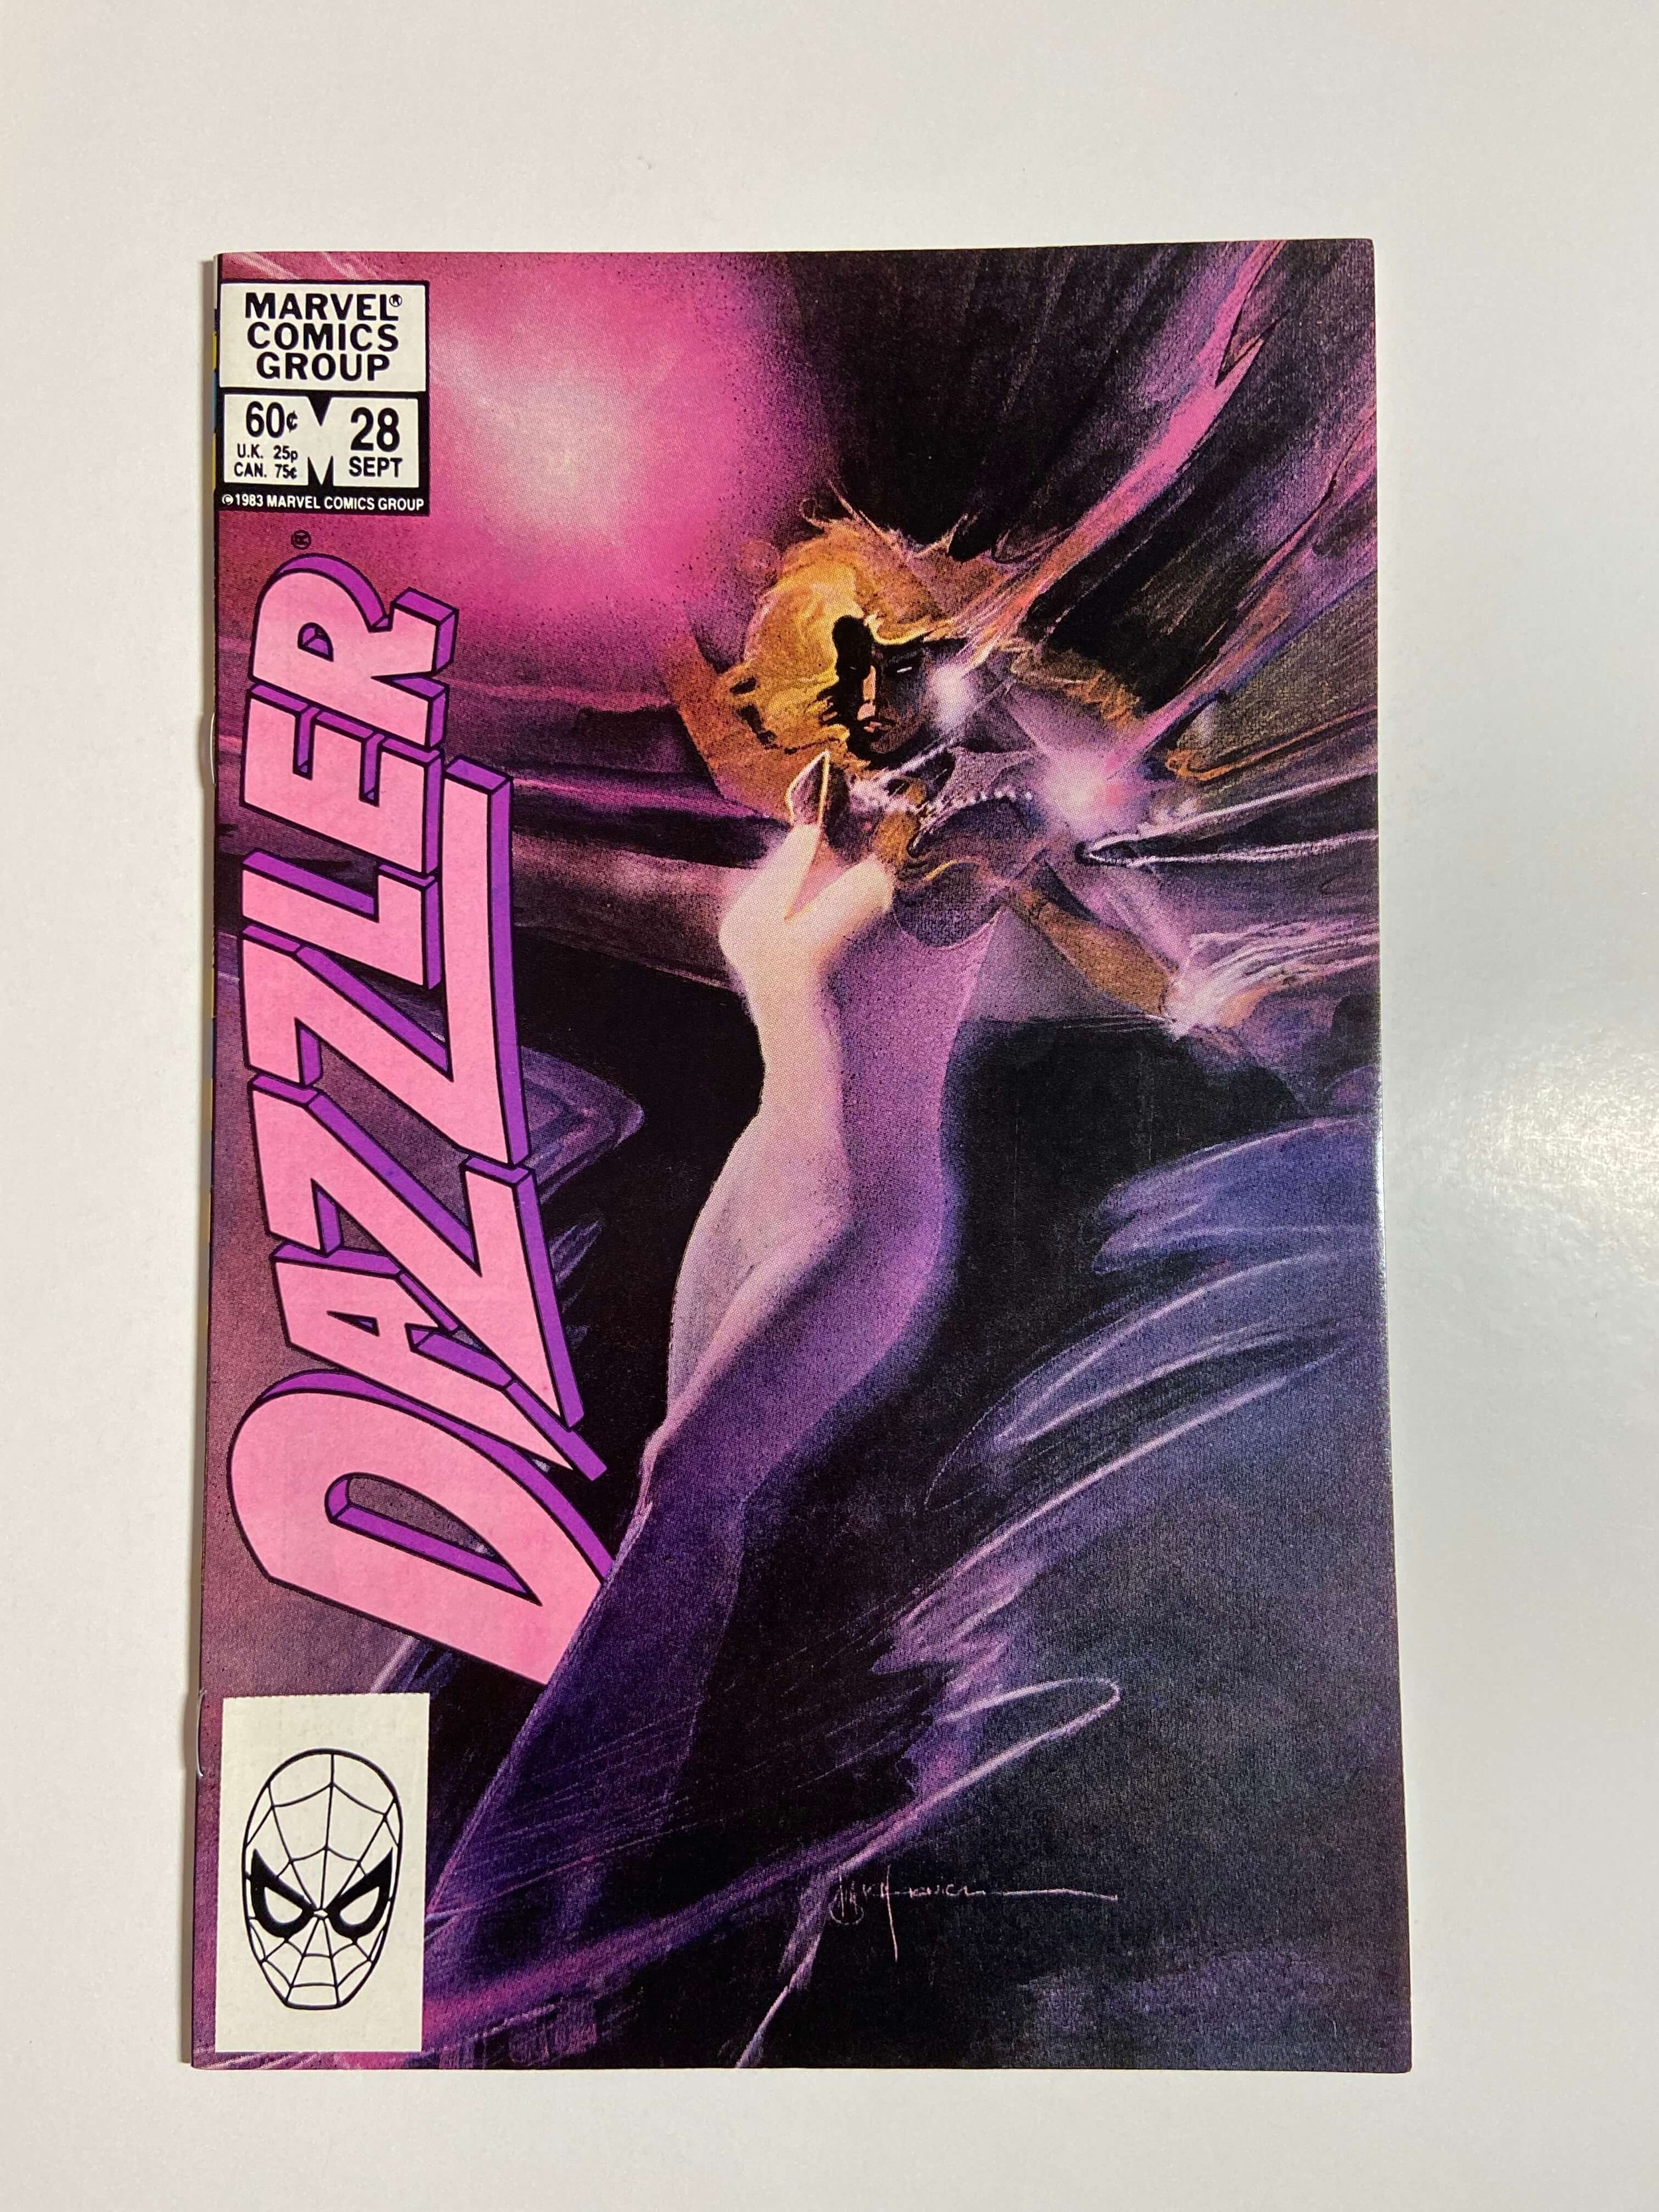 MARVEL®
COMICS
GROUP
60¢
U.K. 25p
CAN. 75¢
28
SEPT
© 1983 MARVEL COMICS GROUP
DAZZLER